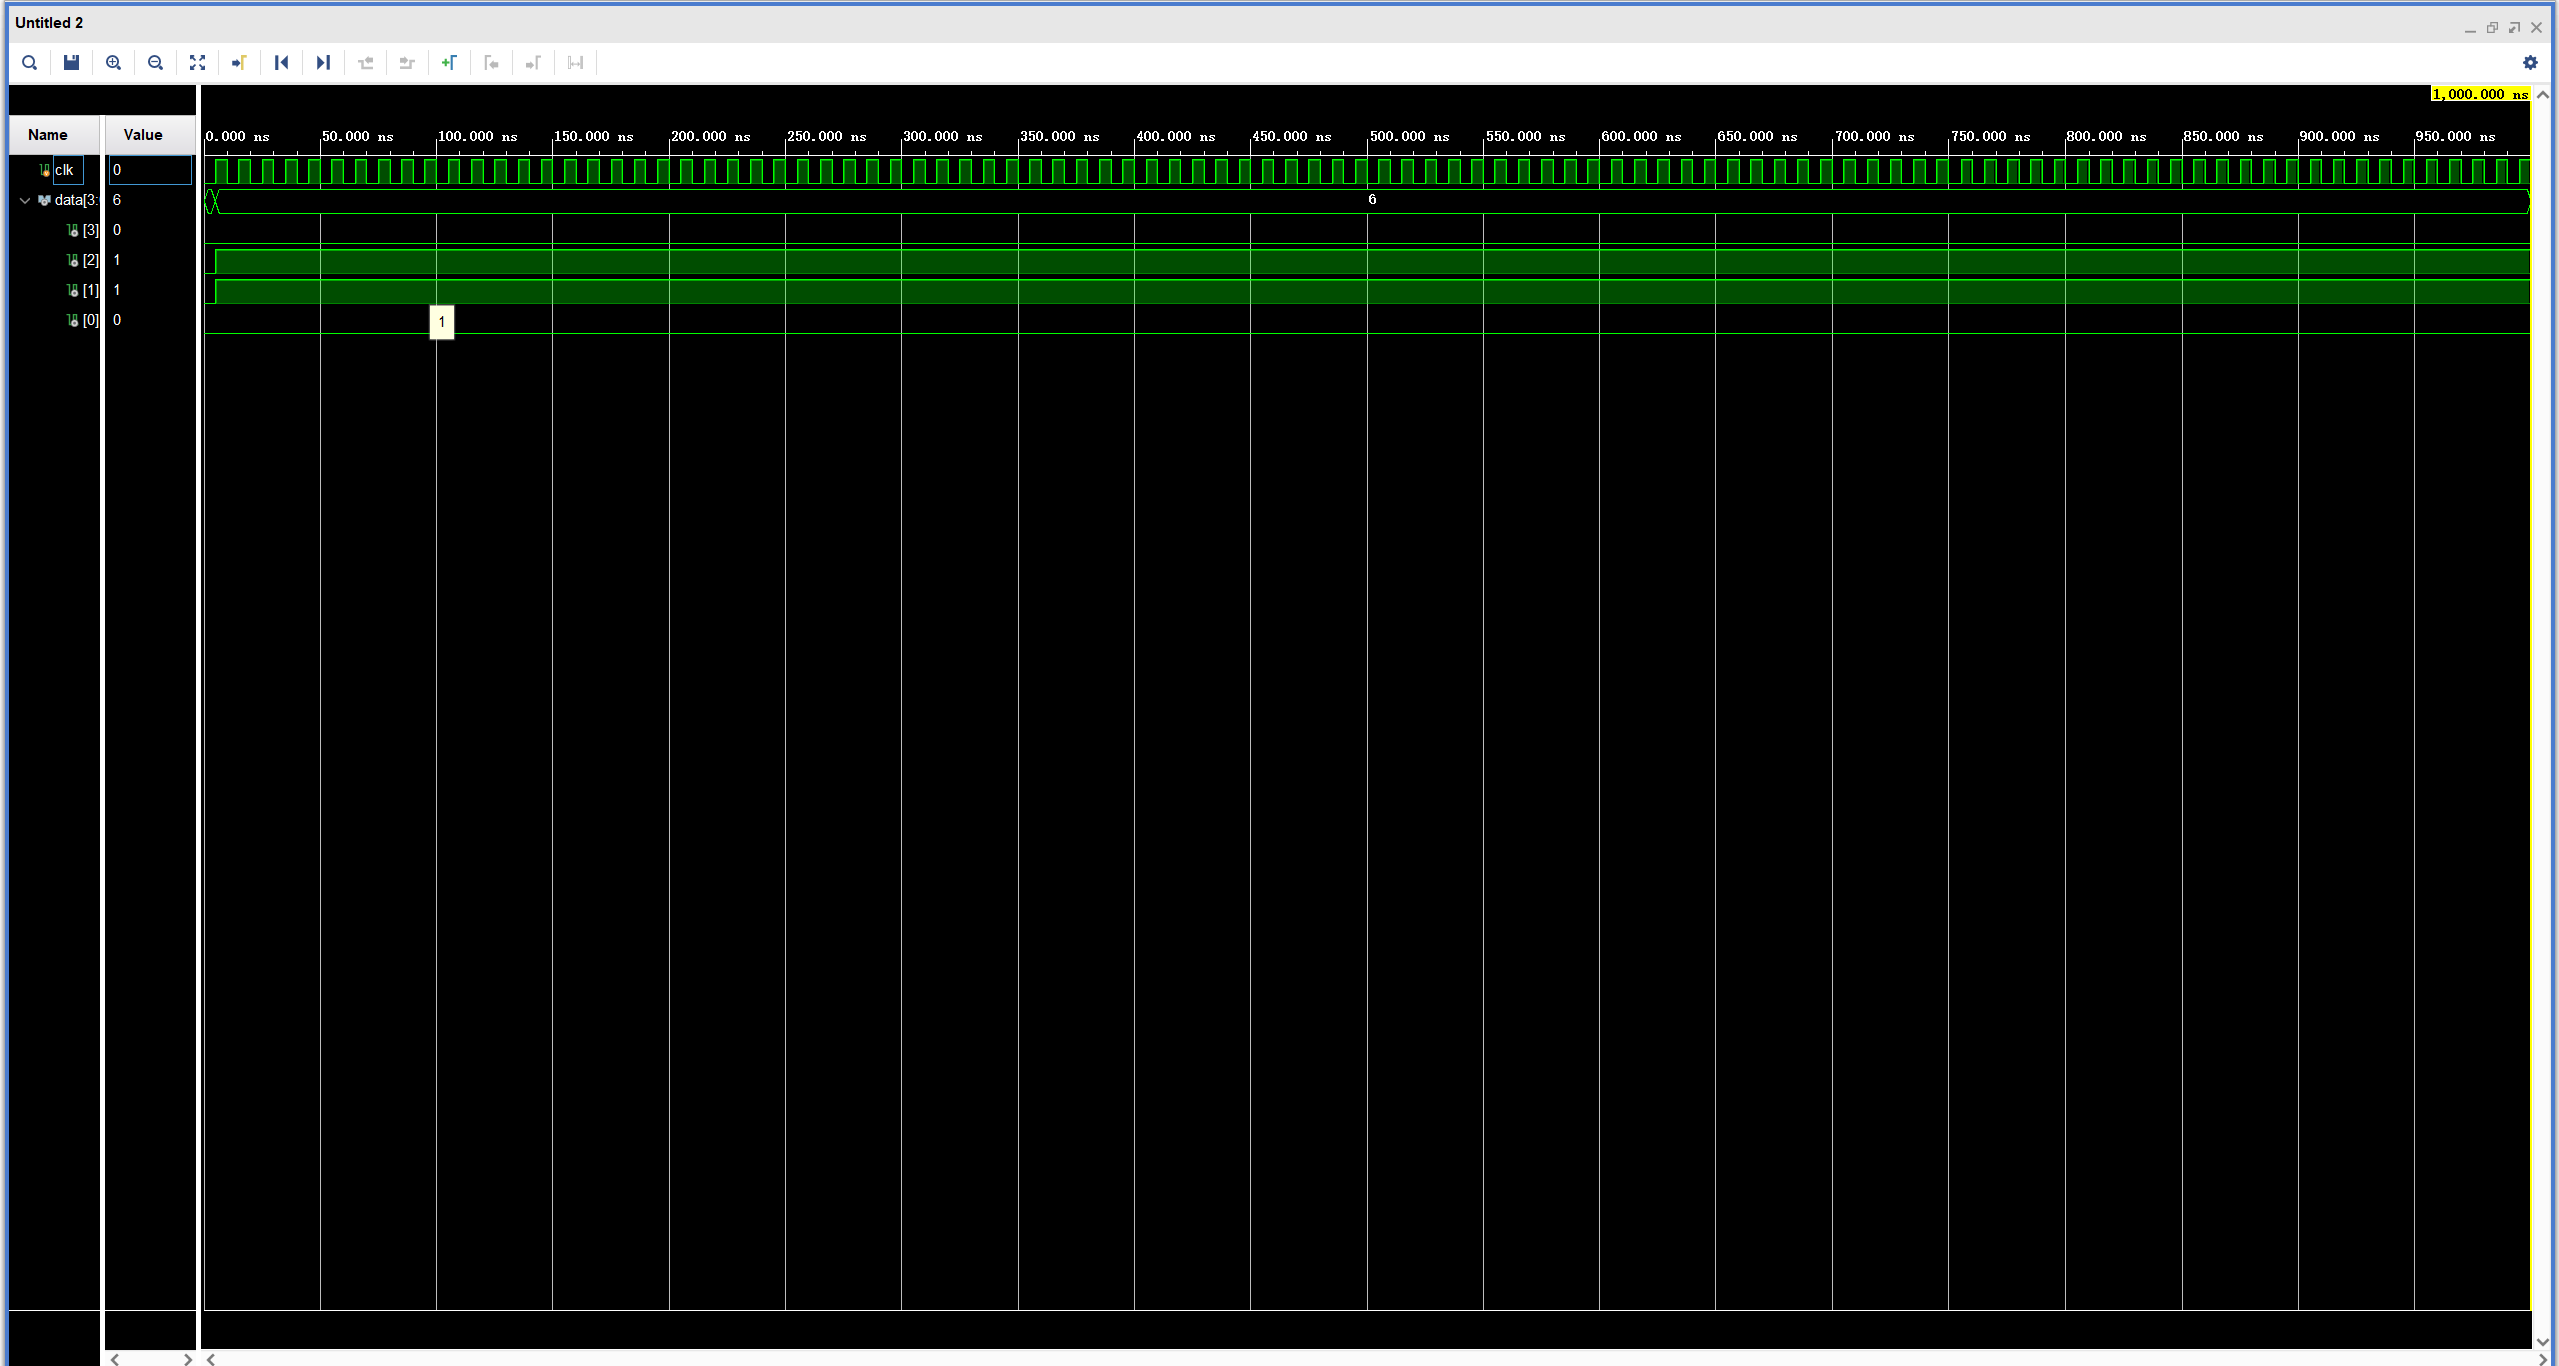 Untitled 2
1,000.000 ns
Name Value 0.000 ns 50.000 ns 100.000 ns 150.000 ns 200.000 ns 250.000 ns 300.000 ns 350.000 ns 400.000 ns 450.000 ns 500.000 ns 550.000 ns 600.000 ns 650.000 ns 700.000 ns 750.000 ns 800.000 ns 850.000 ns 900.000 ns 950.000 ns
clk 0
data[3: 6 6
[3] 0
[2] 1
[1] 1
[0] 0 1